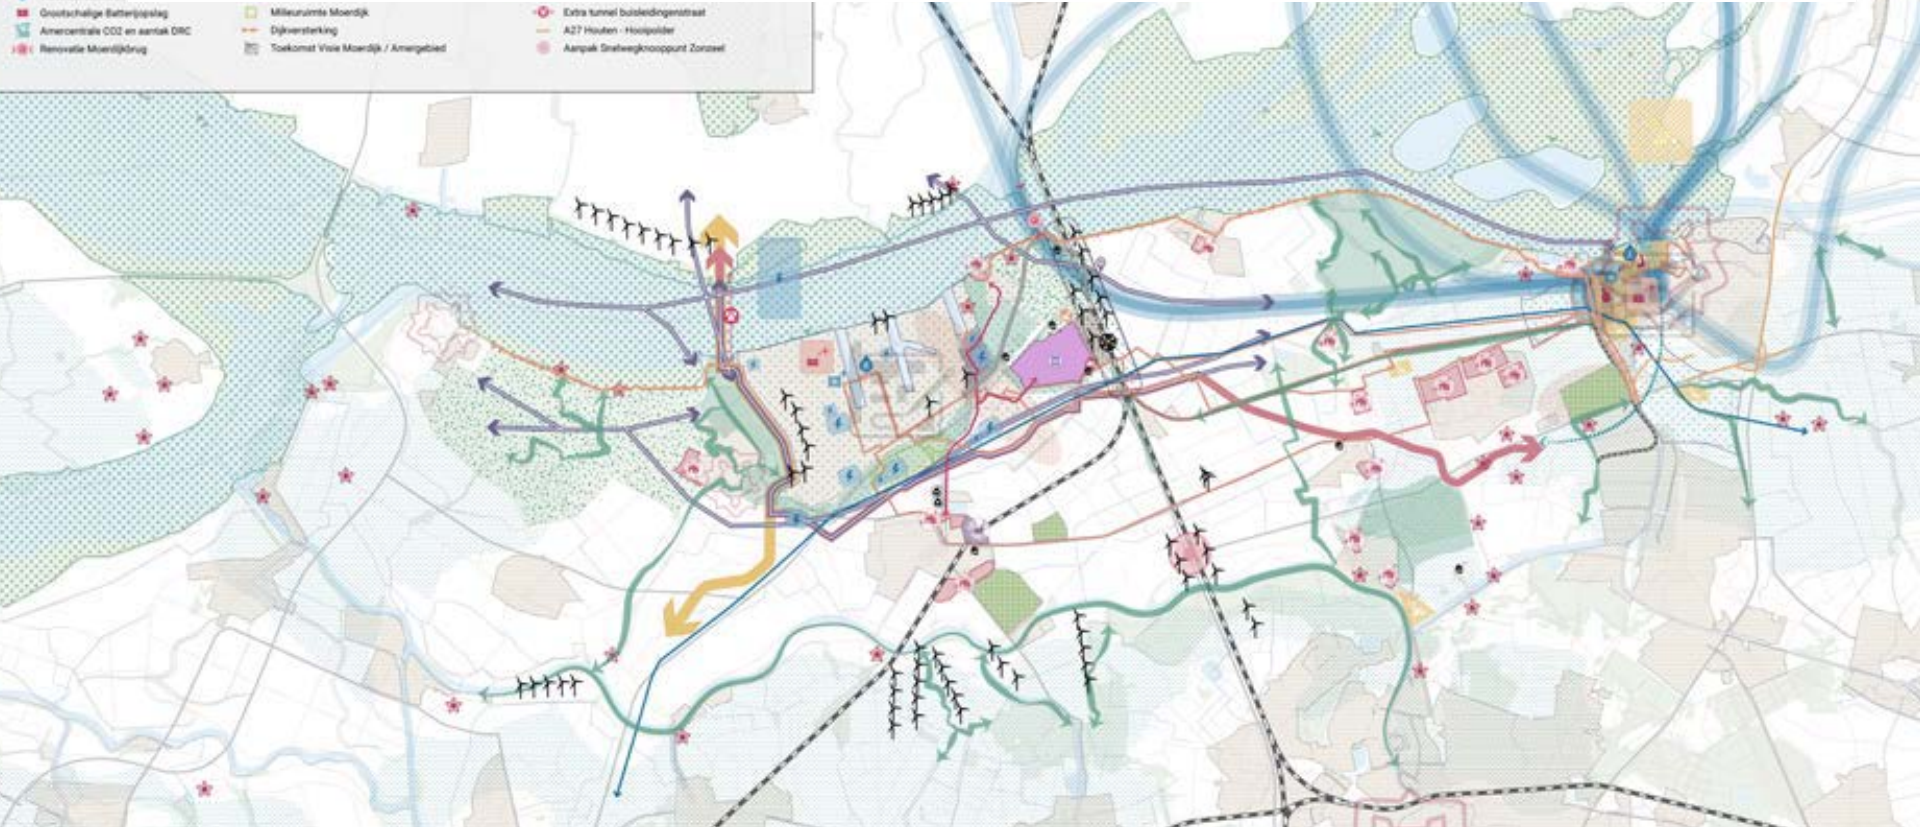 Grootschalige Batterijopslag
Amercentrale CO2 en aantak DRC
Renovatie Moerdijkbrug
Milieuruimte Moerdijk
Dijkversterking
Toekomst Visie Moerdijk / Amergebied
Extra tunnel buisleidingenstraat
A27 Houten - Hooipolder
Aanpak Snelwegknooppunt Zonzeel